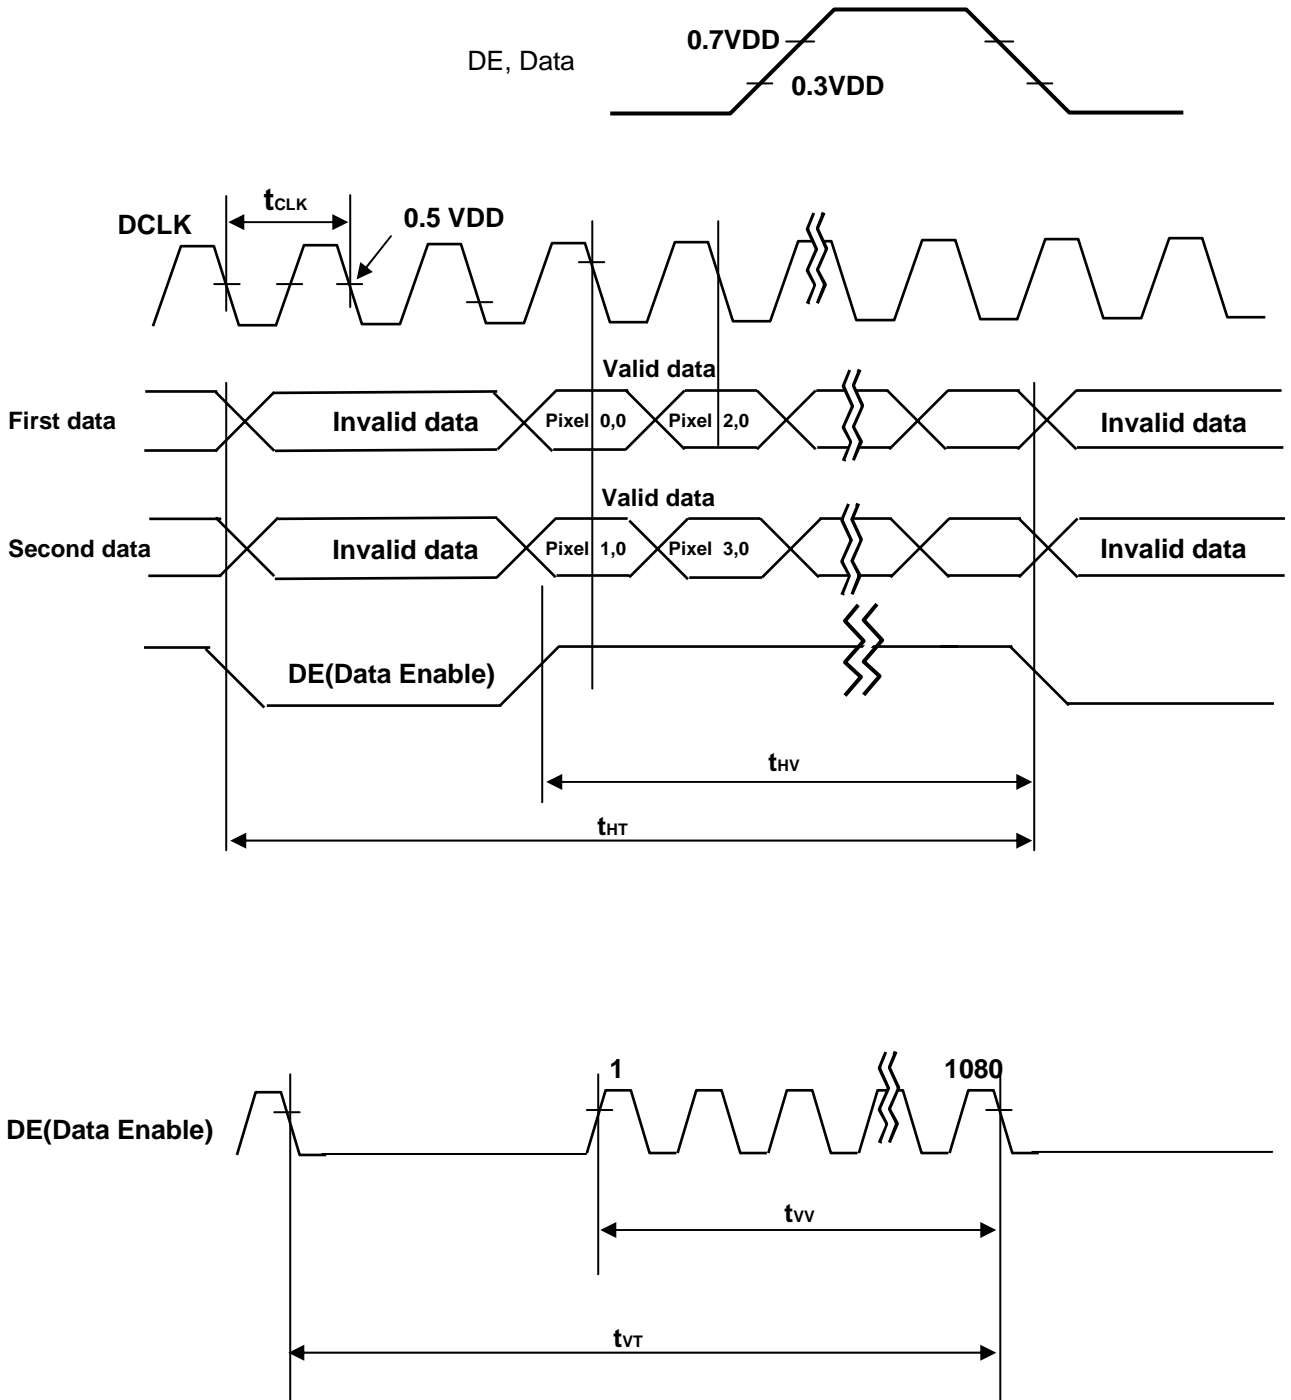 0.7VDD
DE, Data
0.3VDD
tCLK
DCLK
0.5 VDD
Valid data
First data
Invalid data
Pixel 0,0
Pixel 2,0
Invalid data
Valid data
Second data
Invalid data
Pixel 1,0
Pixel 3,0
Invalid data
DE(Data Enable)
tHV
tHT
1
1080
DE(Data Enable)
tVV
tVT